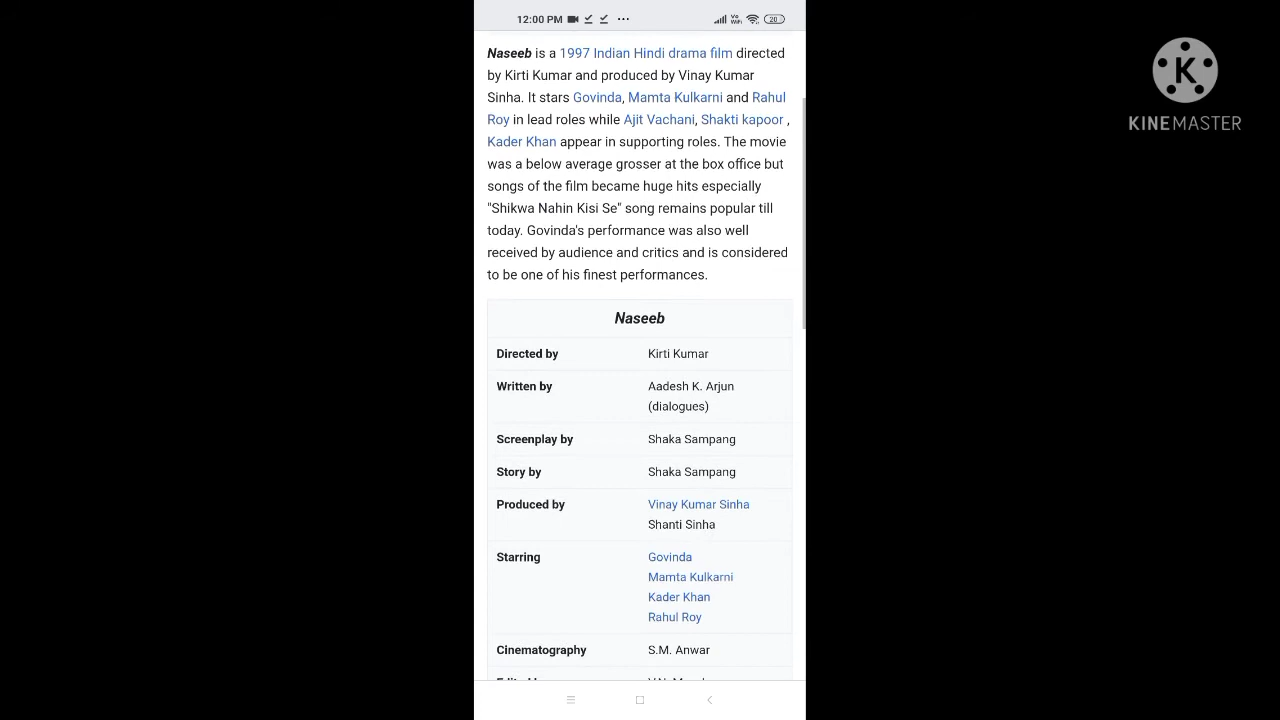 12:00 PM
Vo
WiFi
20
Naseeb is a 1997 Indian Hindi drama film directed
by Kirti Kumar and produced by Vinay Kumar
Sinha. It stars Govinda, Mamta Kulkarni and Rahul
Roy in lead roles while Ajit Vachani, Shakti kapoor ,
Kader Khan appear in supporting roles. The movie
was a below average grosser at the box office but
songs of the film became huge hits especially
"Shikwa Nahin Kisi Se" song remains popular till
today. Govinda's performance was also well
received by audience and critics and is considered
to be one of his finest performances.
Naseeb
Directed by Kirti Kumar
Written by Aadesh K. Arjun
(dialogues)
Screenplay by Shaka Sampang
Story by Shaka Sampang
Produced by Vinay Kumar Sinha
Shanti Sinha
Starring Govinda
Mamta Kulkarni
Kader Khan
Rahul Roy
Cinematography S.M. Anwar
K
KINEMASTER